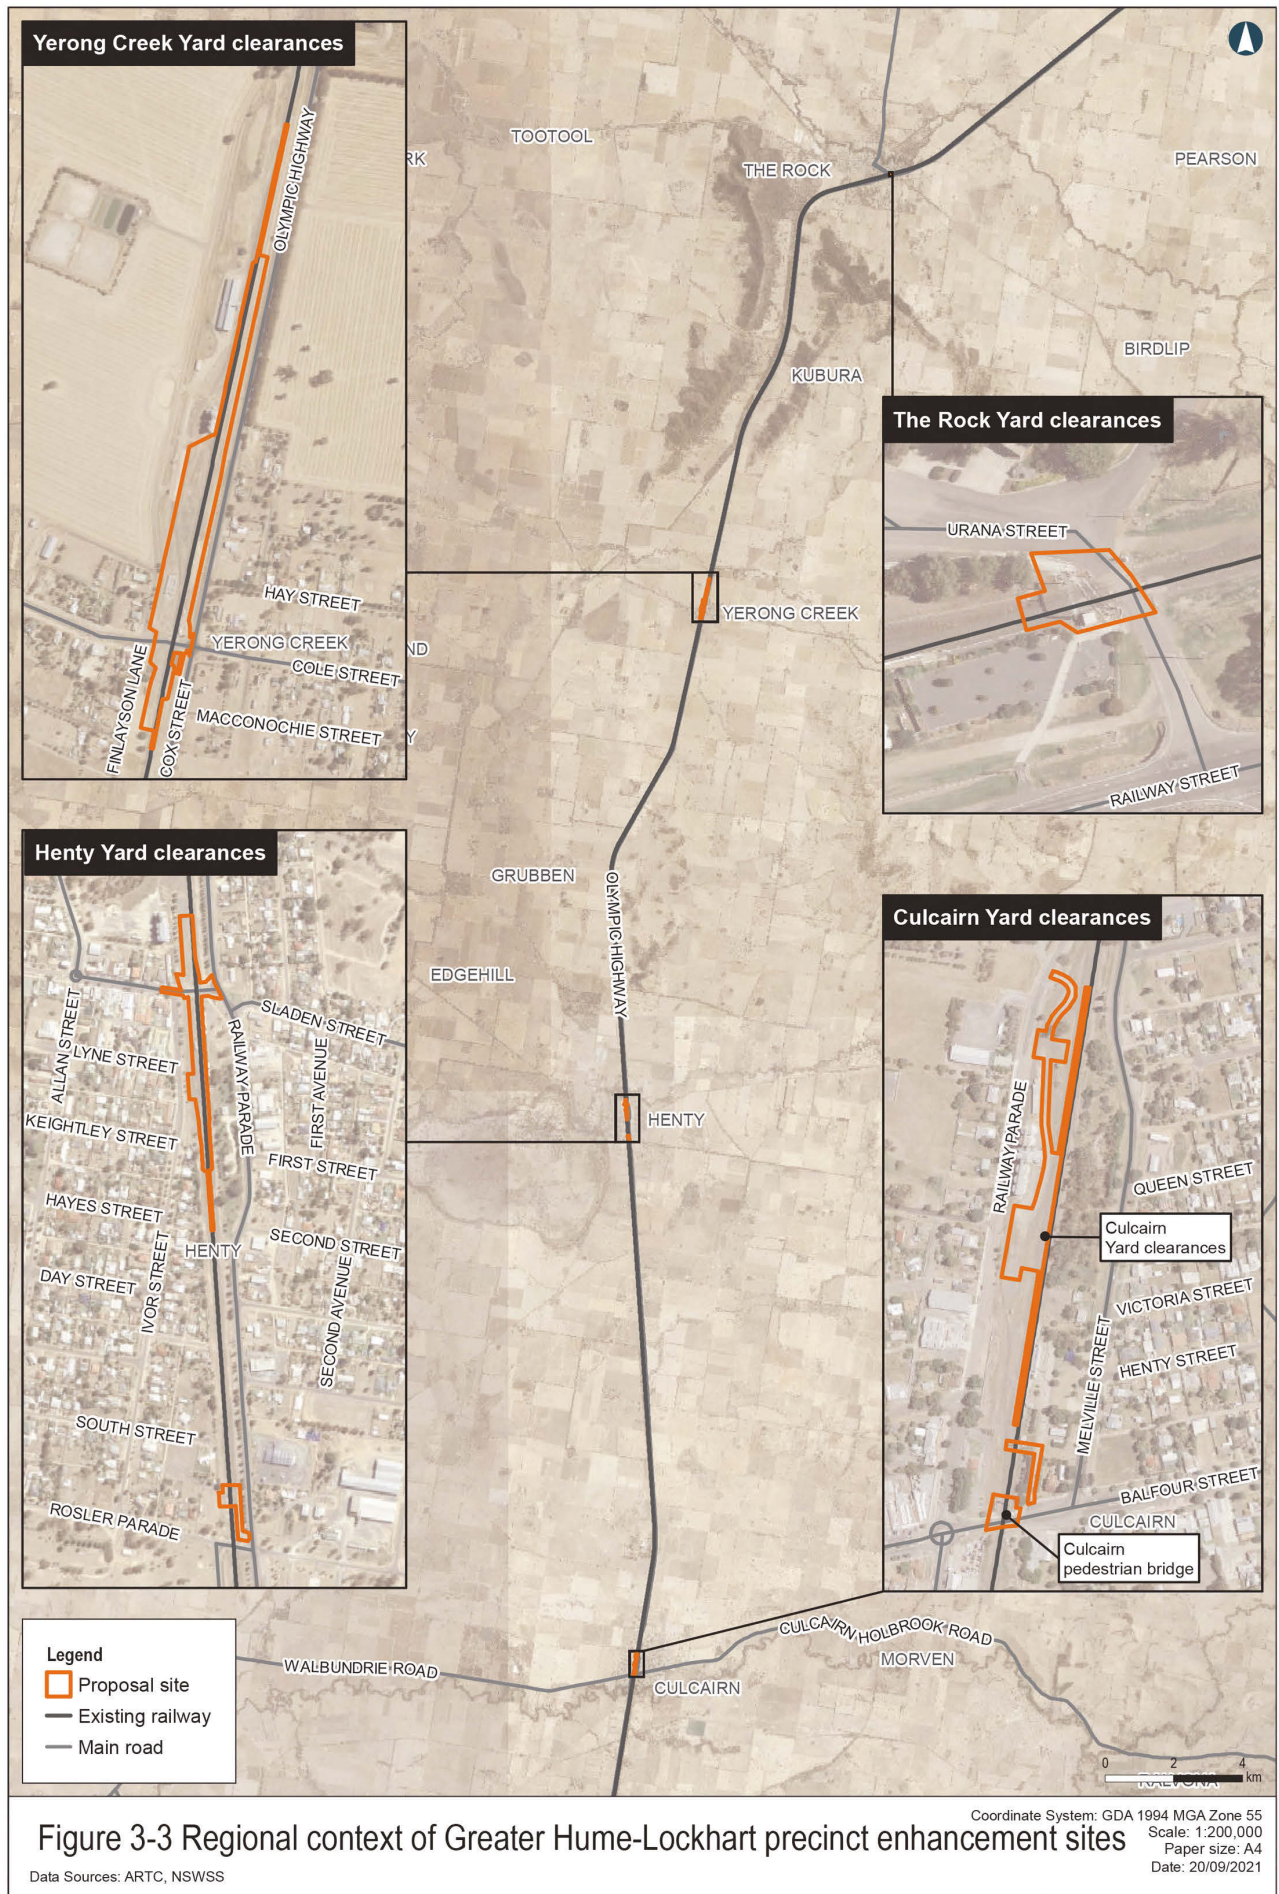 Yerong Creek Yard clearances
OLYMPIC HIGHWAY
HAY STREET
YERONG CREEK
COLE STREET
MACCONOCHIE STREET
FINLAYSON LANE
COX STREET
TOOTOOL
RK
THE ROCK
PEARSON
BIRDLIP
KUBURA
The Rock Yard clearances
URANA STREET
RAILWAY STREET
YERONG CREEK
ND
Y
Henty Yard clearances
ALLAN STREET
SLADEN STREET
LYNE STREET
RAILWAY PARADE
FIRST AVENUE
KEIGHTLEY STREET
FIRST STREET
HAYES STREET
HENTY
SECOND STREET
DAY STREET
IVOR STREET
SECOND AVENUE
SOUTH STREET
ROSLER PARADE
GRUBBEN
OLYMPIC HIGHWAY
EDGEHILL
HENTY
Culcairn Yard clearances
RAILWAY PARADE
QUEEN STREET
Culcairn
Yard clearances
VICTORIA STREET
HENTY STREET
MELVILLE STREET
BALFOUR STREET
CULCAIRN
Culcairn
pedestrian bridge
CULCAIRN HOLBROOK ROAD
MORVEN
WALBUNDRIE ROAD
CULCAIRN
Legend
Proposal site
Existing railway
Main road
0 2 4
km
RALVONA
Figure 3-3 Regional context of Greater Hume-Lockhart precinct enhancement sites
Coordinate System: GDA 1994 MGA Zone 55
Scale: 1:200,000
Paper size: A4
Date: 20/09/2021
Data Sources: ARTC, NSWSS